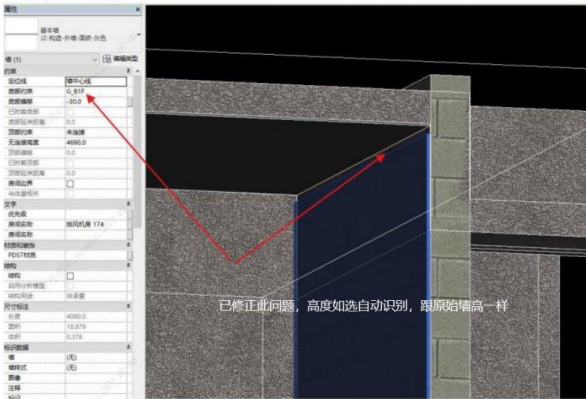 属性
×
基本墙
JZ-构造-外墙-面砖-灰色
墙 (1)
编辑类型
约束
定位线 墙中心线
底部约束 G_B1F
底部偏移 -30.0
已附着底部
底部延伸距离 0.0
顶部约束 未连接
无连接高度 4690.0
顶部偏移 0.0
已附着顶部
顶部延伸距离 0.0
房间边界
与体量相关
文字
优先级
房间名称 排风机房 174
房间名称
材质和装饰
PDST材质
结构
结构
启用分析模型
结构用途 非承重
尺寸标注
长度 4080.0
面积 18.879
体积 0.378
标识数据
墙 (无)
墙样式 (无)
图像
注释
标记
已修正此问题，高度如选自动识别，跟原始墙高一样